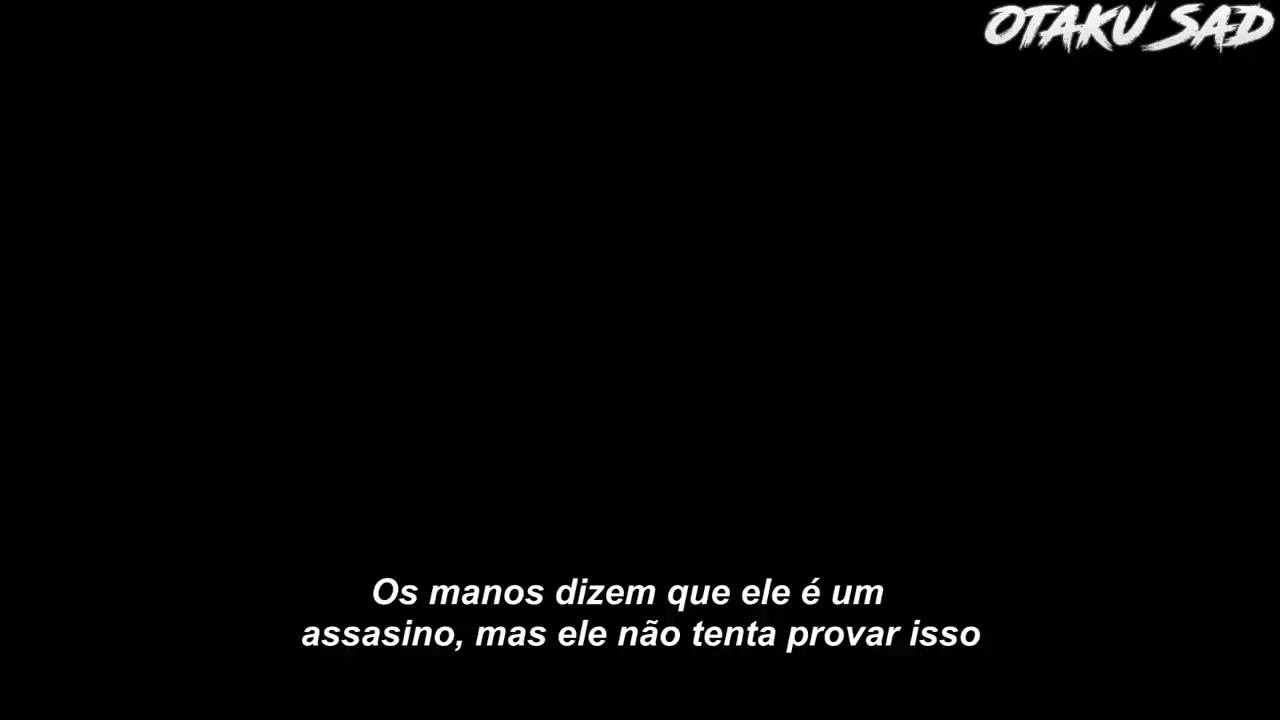 OTAKU SAD
Os manos dizem que ele é um
assasino, mas ele não tenta provar isso